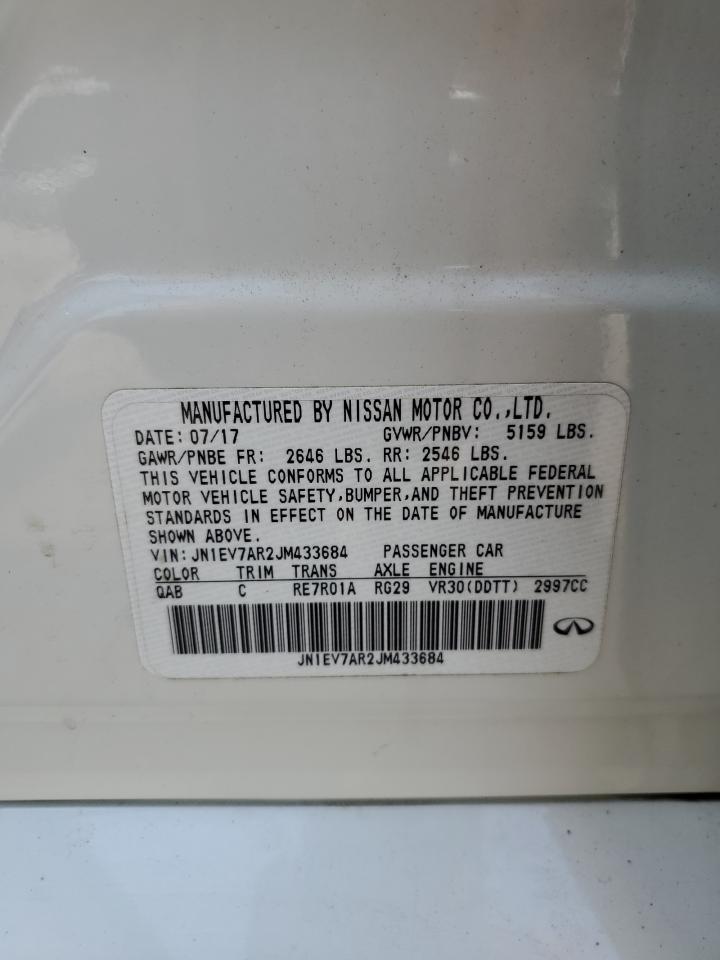 MANUFACTURED BY NISSAN MOTOR CO.,LTD.
DATE: 07/17 GVWR/PNBV: 5159 LBS.
GAWR/PNBE FR: 2646 LBS. RR: 2546 LBS.
THIS VEHICLE CONFORMS TO ALL APPLICABLE FEDERAL
MOTOR VEHICLE SAFETY,BUMPER,AND THEFT PREVENTION
STANDARDS IN EFFECT ON THE DATE OF MANUFACTURE
SHOWN ABOVE.
VIN: JN1EV7AR2JM433684 PASSENGER CAR
COLOR TRIM TRANS AXLE ENGINE
QAB C RE7R01A RG29 VR30(DDTT) 2997CC
JN1EV7AR2JM433684